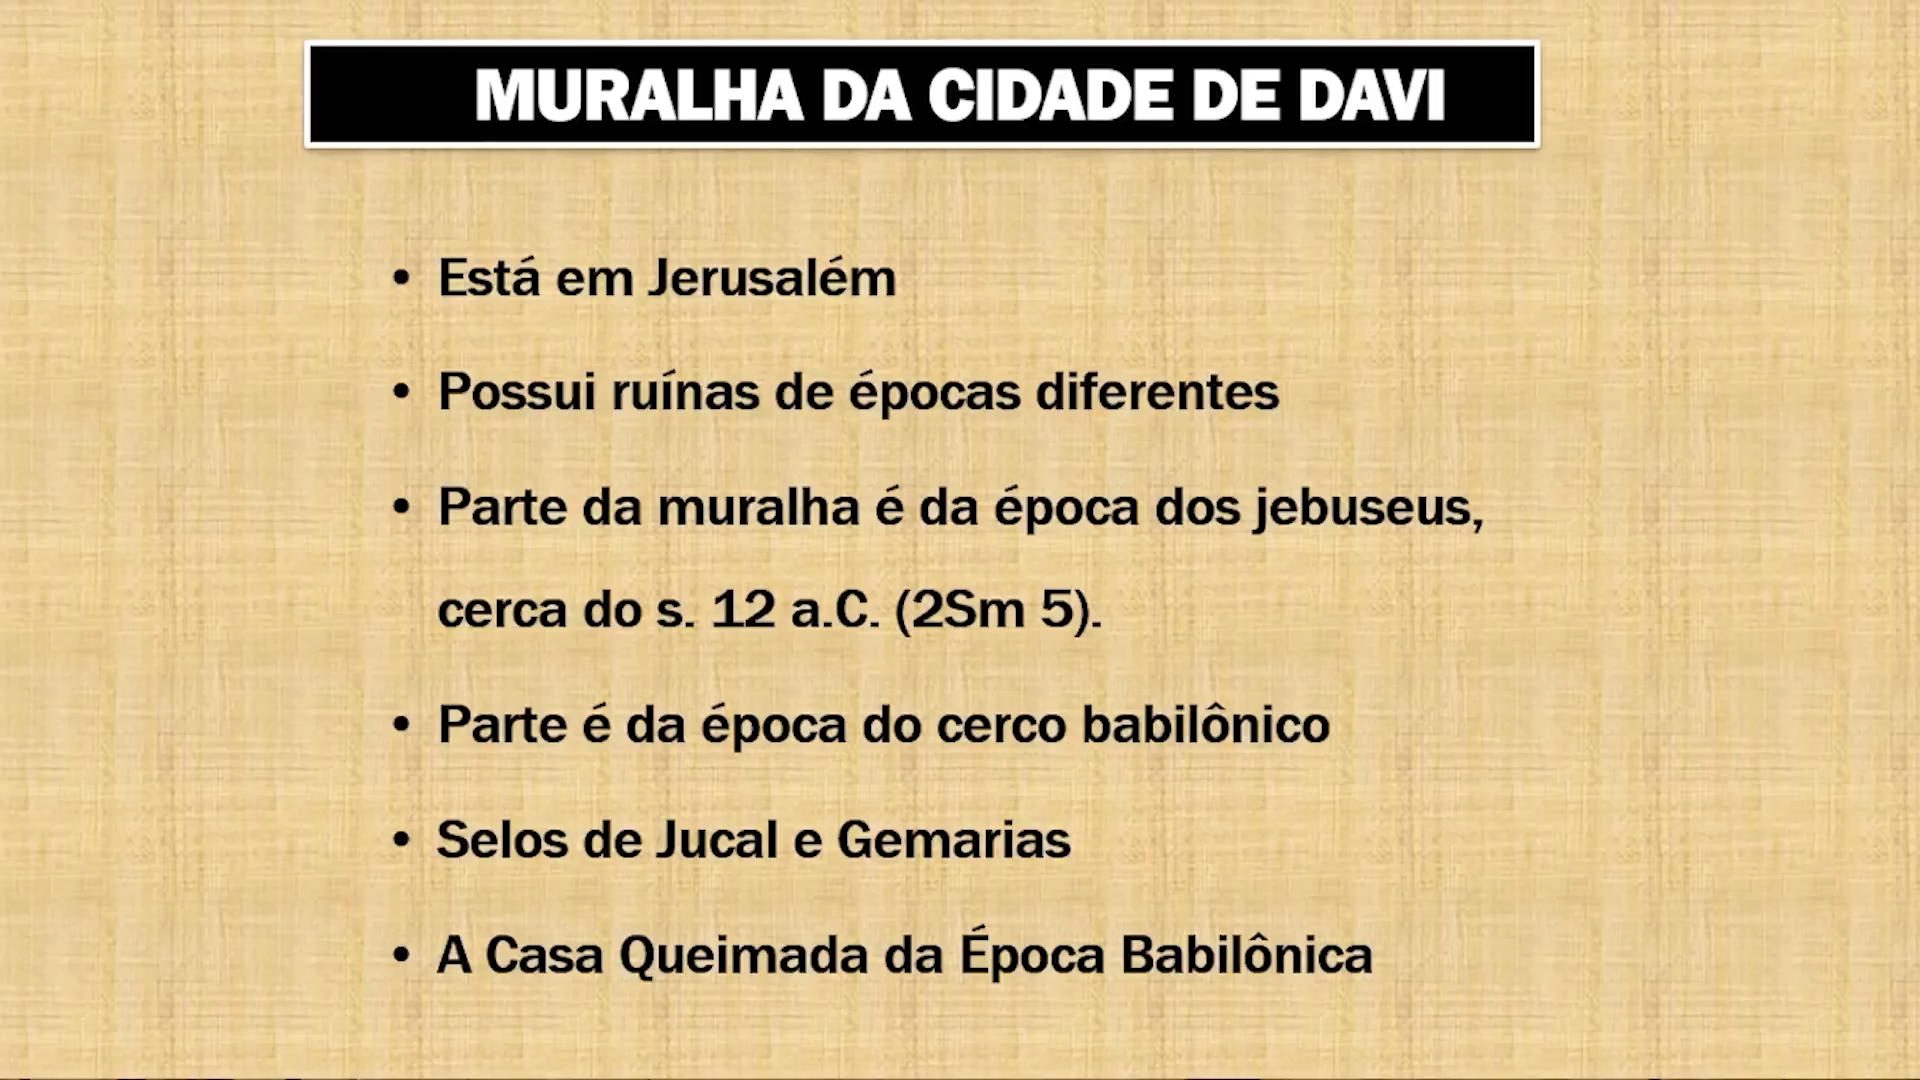 MURALHA DA CIDADE DE DAVI
• Está em Jerusalém
• Possui ruínas de épocas diferentes
• Parte da muralha é da época dos jebuseus,
cerca do s. 12 a.C. (2Sm 5).
• Parte é da época do cerco babilônico
• Selos de Jucal e Gemarias
• A Casa Queimada da Época Babilônica